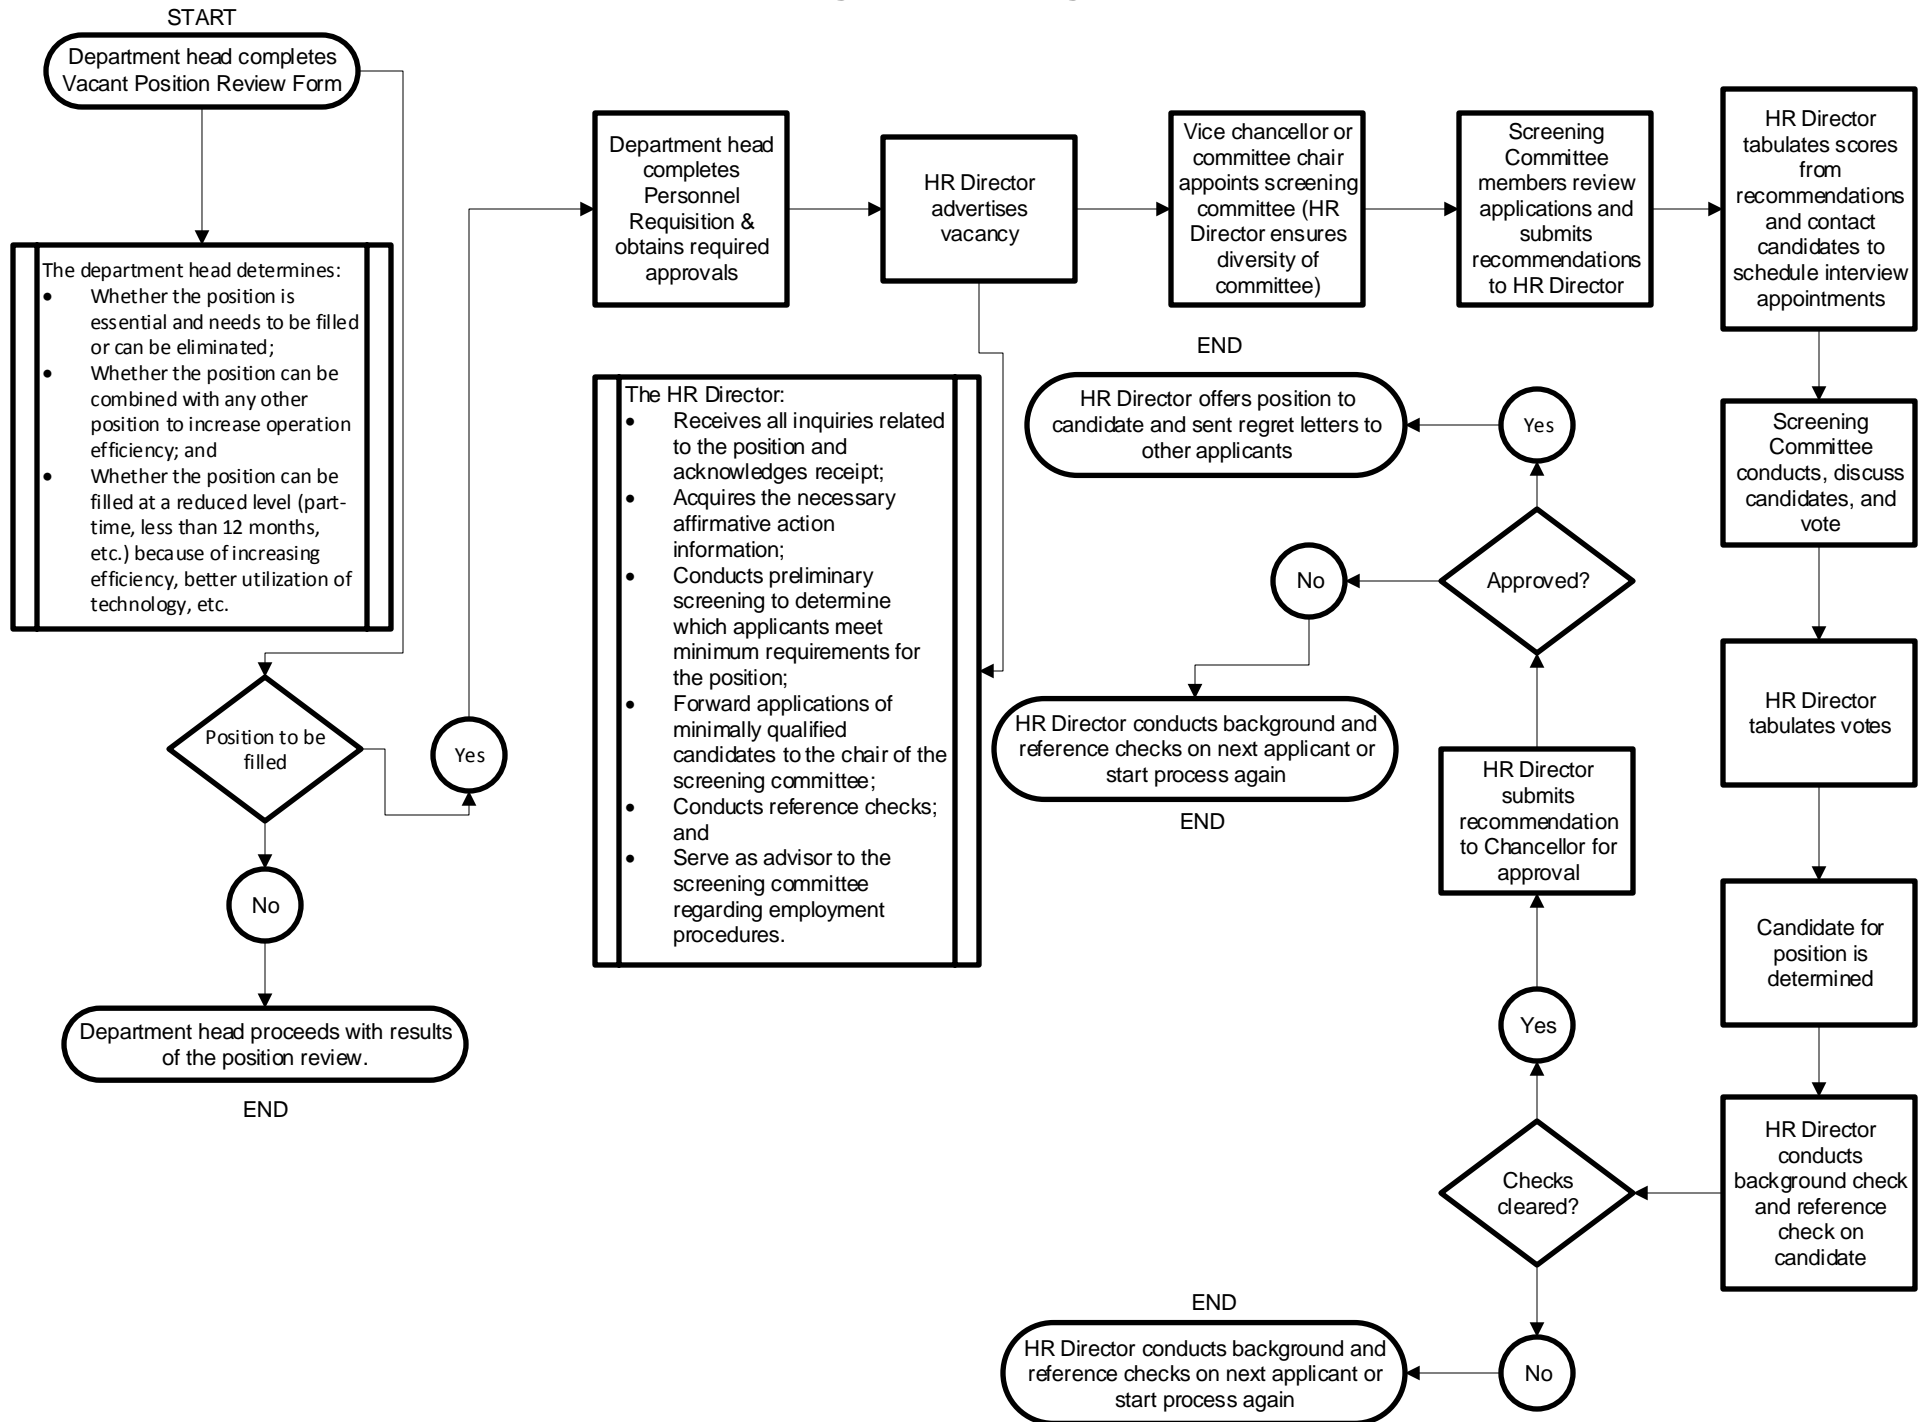 START
Department head completes
Vacant Position Review Form
The department head determines:
• Whether the position is
essential and needs to be filled
or can be eliminated;
• Whether the position can be
combined with any other
position to increase operation
efficiency; and
• Whether the position can be
filled at a reduced level (part-
time, less than 12 months,
etc.) because of increasing
efficiency, better utilization of
technology, etc.
Position to be
filled
Yes
No
Department head proceeds with results
of the position review.
END
Department head
completes
Personnel
Requisition &
obtains required
approvals
HR Director
advertises
vacancy
The HR Director:
• Receives all inquiries related
to the position and
acknowledges receipt;
• Acquires the necessary
affirmative action
information;
• Conducts preliminary
screening to determine
which applicants meet
minimum requirements for
the position;
• Forward applications of
minimally qualified
candidates to the chair of the
screening committee;
• Conducts reference checks;
and
• Serve as advisor to the
screening committee
regarding employment
procedures.
Vice chancellor or
committee chair
appoints screening
committee (HR
Director ensures
diversity of
committee)
Screening
Committee
members review
applications and
submits
recommendations
to HR Director
HR Director
tabulates scores
from
recommendations
and contact
candidates to
schedule interview
appointments
Screening
Committee
conducts, discuss
candidates, and
vote
HR Director
tabulates votes
Candidate for
position is
determined
HR Director
conducts
background check
and reference
check on
candidate
Checks
cleared?
No
END
HR Director conducts background and
reference checks on next applicant or
start process again
Yes
HR Director
submits
recommendation
to Chancellor for
approval
Approved?
No
HR Director conducts background and
reference checks on next applicant or
start process again
END
Yes
END
HR Director offers position to
candidate and sent regret letters to
other applicants